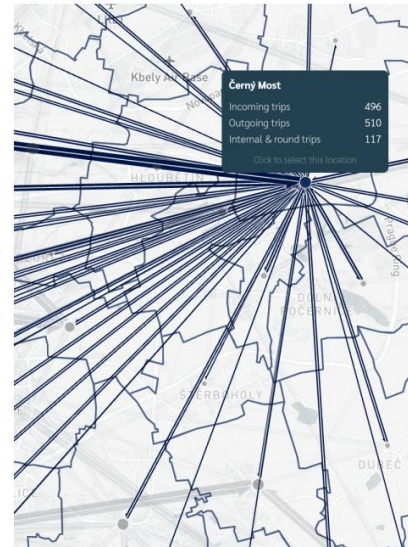 Kbely Air Base
Černý Most
Incoming trips 496
Outgoing trips 510
Internal & round trips 117
Click to select this location
HLOUBĚTÍN
DOLNÍ
POČERNICE
ŠTĚRBOHOLY
DUBEČ